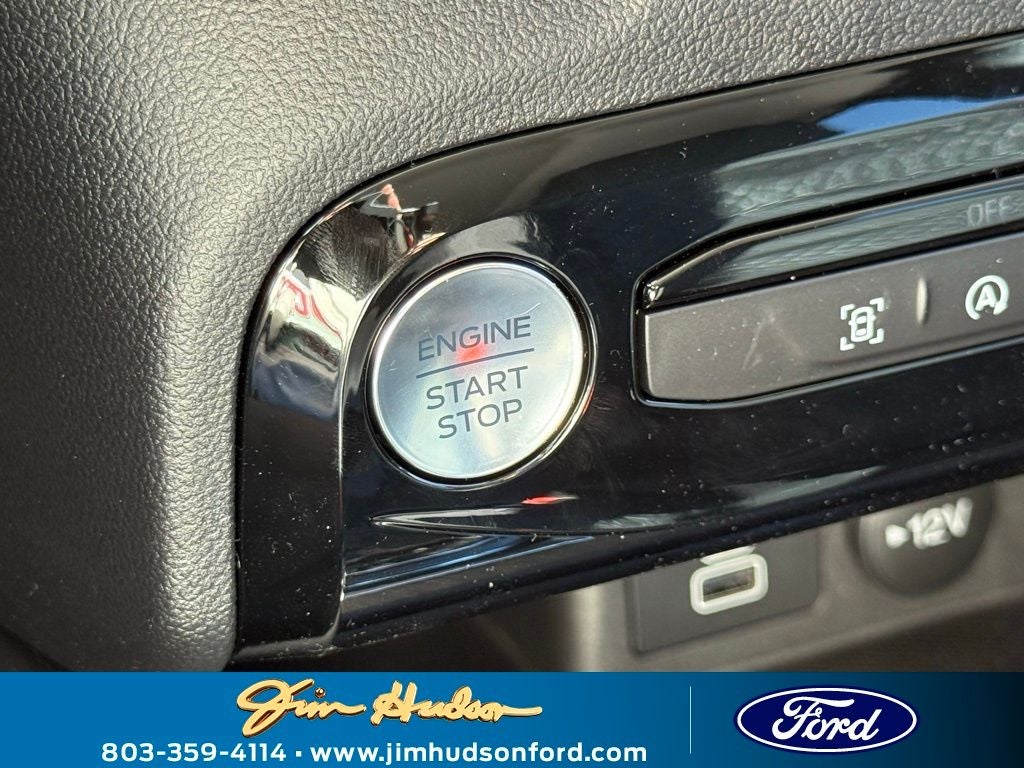 ENGINE
START
STOP
OFF
A
12V
Jim Hudson
803-359-4114 • www.jimhudsonford.com
Ford